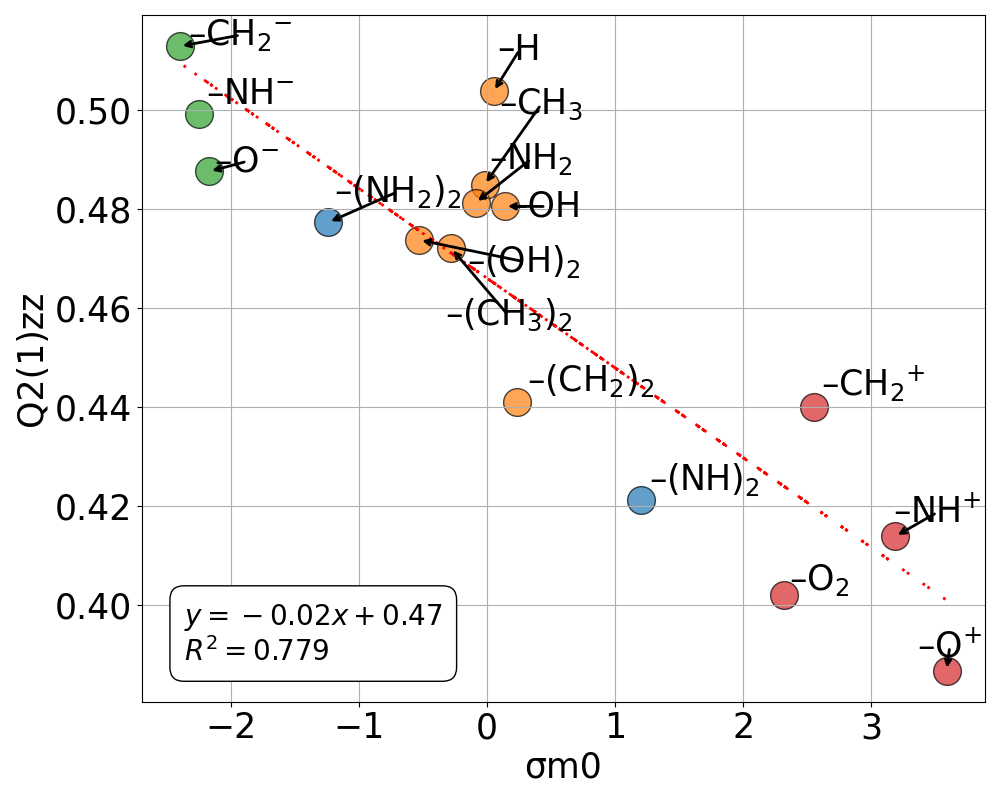 –CH₂⁻
–H
–NH⁻
–CH₃
–O⁻
–NH₂
–(NH₂)₂
–OH
–(OH)₂
–(CH₃)₂
–(CH₂)₂
–CH₂⁺
–(NH)₂
–NH⁺
–O₂
–O⁺
0.50
0.48
0.46
0.44
0.42
0.40
Q2(1)zz
y = −0.02x + 0.47
R² = 0.779
−2 −1 0 1 2 3
σm0